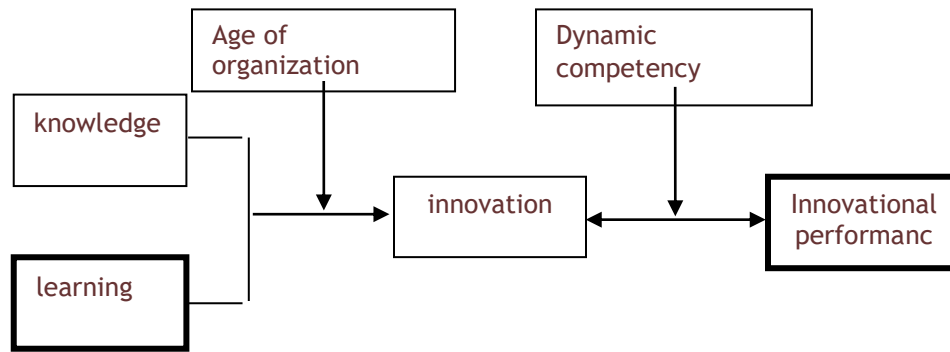 Age of
organization
Dynamic
competency
knowledge
innovation
Innovational
performanc
learning